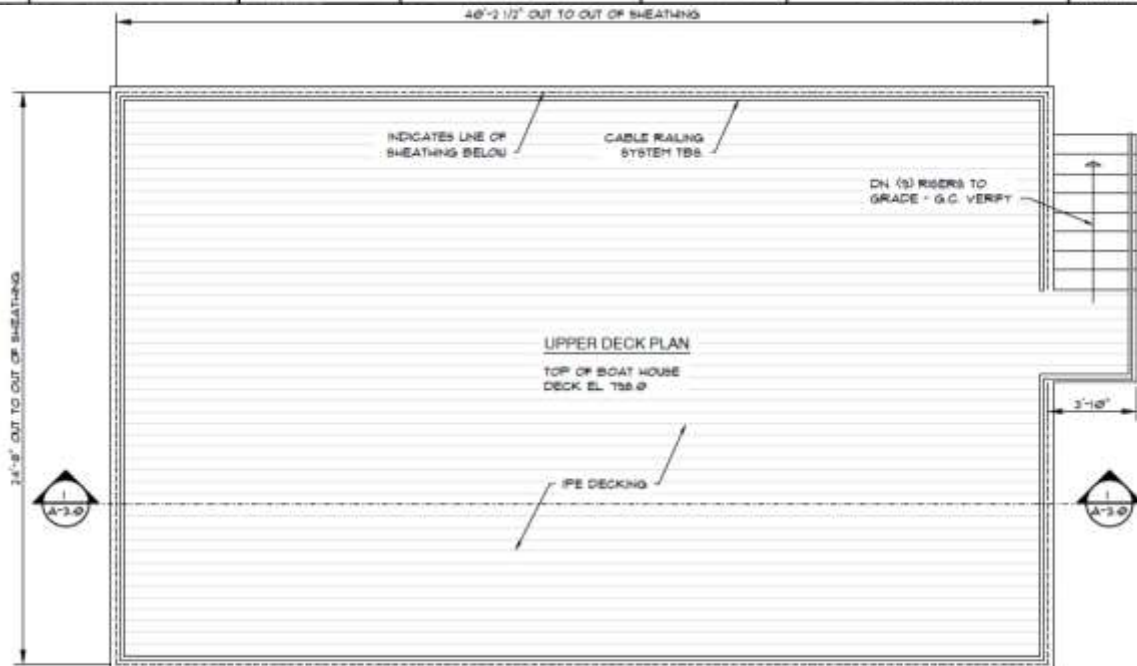 40'-2 1/2" OUT TO OUT OF SHEATHING
INDICATES LINE OF
SHEATHING BELOW
CABLE RAILING
SYSTEM TBS.
DN. (9) RISERS TO
GRADE - G.C. VERIFY
24'-8" OUT TO OUT OF SHEATHING
UPPER DECK PLAN
TOP OF BOAT HOUSE
DECK EL. 758.0
3'-10"
IPE DECKING
1
A-3.0
1
A-3.0